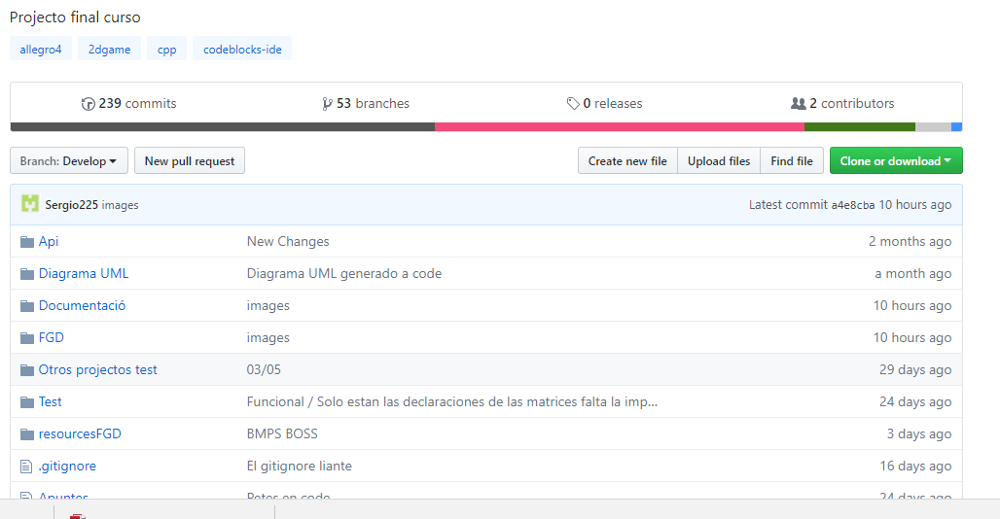 Projecto final curso
allegro4 2dgame cpp codeblocks-ide
239 commits 53 branches 0 releases 2 contributors
Branch: Develop New pull request Create new file Upload files Find file Clone or download
Sergio225 images Latest commit a4e8cba 10 hours ago
Api New Changes 2 months ago
Diagrama UML Diagrama UML generado a code a month ago
Documentació images 10 hours ago
FGD images 10 hours ago
Otros projectos test 03/05 29 days ago
Test Funcional / Solo estan las declaraciones de las matrices falta la imp... 24 days ago
resourcesFGD BMPS BOSS 3 days ago
.gitignore El gitignore liante 16 days ago
Apuntes Petes en code 24 days ago